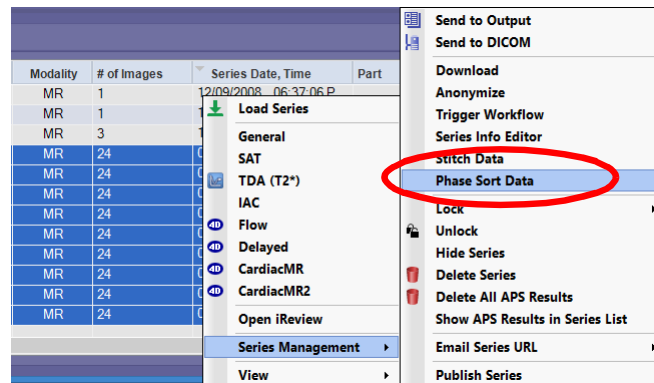 Modality # of Images Series Date, Time Part
MR 1 12/09/2008 06:37:06 P
MR 1
MR 3
MR 24
MR 24
MR 24
MR 24
MR 24
MR 24
MR 24
MR 24
MR 24
Load Series
General
SAT
TDA (T2*)
IAC
4D Flow
4D Delayed
4D CardiacMR
4D CardiacMR2
Open iReview
Series Management
View
Send to Output
Send to DICOM
Download
Anonymize
Trigger Workflow
Series Info Editor
Stitch Data
Phase Sort Data
Lock
Unlock
Hide Series
Delete Series
Delete All APS Results
Show APS Results in Series List
Email Series URL
Publish Series